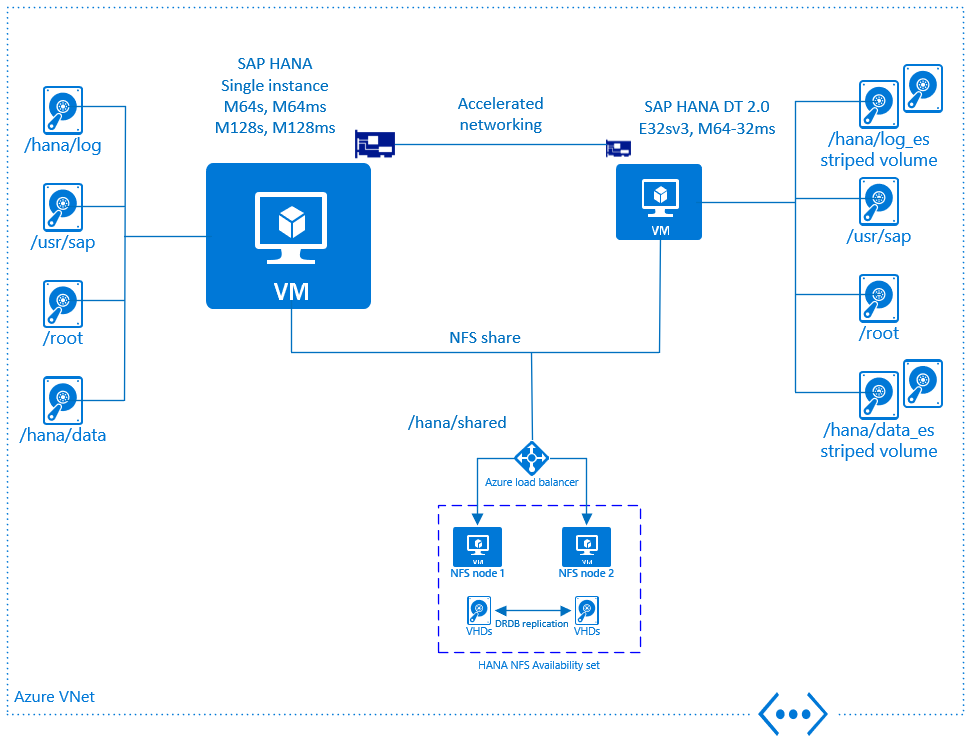 SAP HANA
Single instance
M64s, M64ms
M128s, M128ms
Accelerated
networking
SAP HANA DT 2.0
E32sv3, M64-32ms
/hana/log
/usr/sap
/root
/hana/data
VM
VM
/hana/log_es
striped volume
/usr/sap
/root
/hana/data_es
striped volume
NFS share
/hana/shared
Azure load balancer
VM
NFS node 1
VM
NFS node 2
DRDB replication
VHDs
VHDs
HANA NFS Availability set
Azure VNet